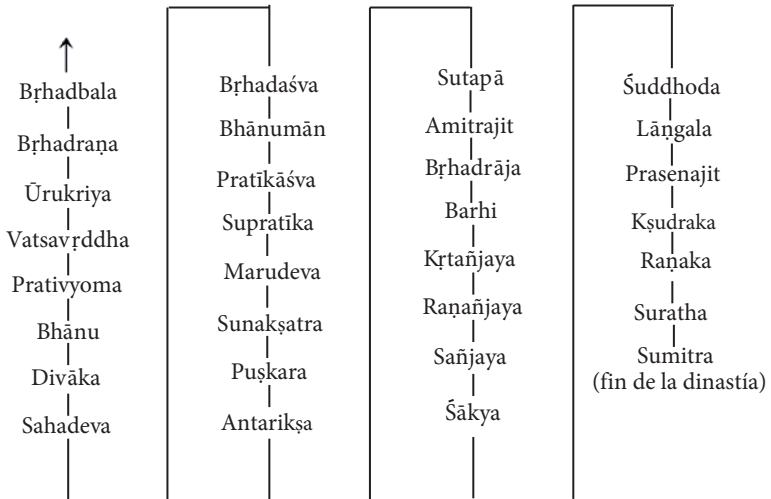 Bṛhadbala
Bṛhadraṇa
Ūrukriya
Vatsavṛddha
Prativyoma
Bhānu
Divāka
Sahadeva
Bṛhadaśva
Bhānumān
Pratīkāśva
Supratīka
Marudeva
Sunakṣatra
Puṣkara
Antarikṣa
Sutapā
Amitrajit
Bṛhadrāja
Barhi
Kṛtañjaya
Raṇañjaya
Sañjaya
Śākya
Śuddhoda
Lāṇgala
Prasenajit
Kṣudraka
Raṇaka
Suratha
Sumitra
(fin de la dinastía)